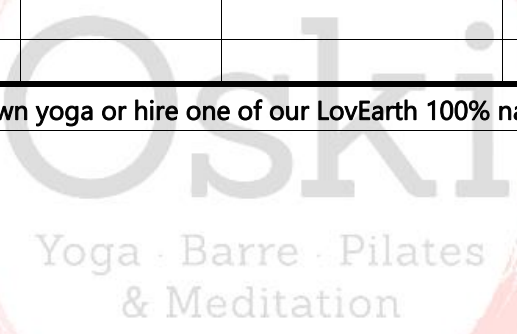 Oski
wn yoga or hire one of our LovEarth 100% na
Yoga · Barre · Pilates
& Meditation